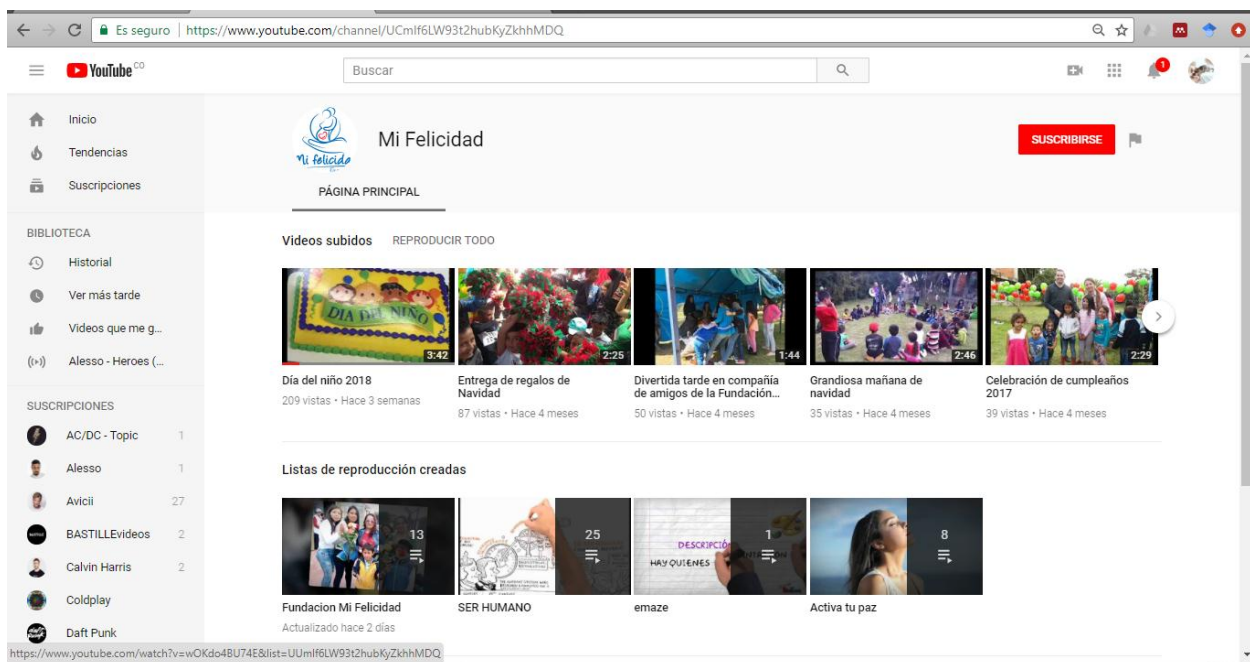 Es seguro | https://www.youtube.com/channel/UCmIf6LW93t2hubKyZkhhMDQ
YouTube CO
Buscar
1
Inicio
Tendencias
Suscripciones
BIBLIOTECA
Historial
Ver más tarde
Videos que me g...
Alesso - Heroes (...
SUSCRIPCIONES
AC/DC - Topic 1
Alesso 1
Avicii 27
BASTILLEvideos 2
Calvin Harris 2
Coldplay
Daft Punk
Mi felicida
Mi Felicidad
SUSCRIBIRSE
PÁGINA PRINCIPAL
Videos subidos REPRODUCIR TODO
DIA DEL NIÑO
3:42
2:25
1:44
2:46
2:29
Día del niño 2018
209 vistas • Hace 3 semanas
Entrega de regalos de
Navidad
87 vistas • Hace 4 meses
Divertida tarde en compañía
de amigos de la Fundación...
50 vistas • Hace 4 meses
Grandiosa mañana de
navidad
35 vistas • Hace 4 meses
Celebración de cumpleaños
2017
39 vistas • Hace 4 meses
Listas de reproducción creadas
13
25
DESCRIPCIÓ
HAY QUIENES
1
8
Fundacion Mi Felicidad
Actualizado hace 2 días
SER HUMANO
emaze
Activa tu paz
https://www.youtube.com/watch?v=wOKdo4BU74E&list=UUmIf6LW93t2hubKyZkhhMDQ